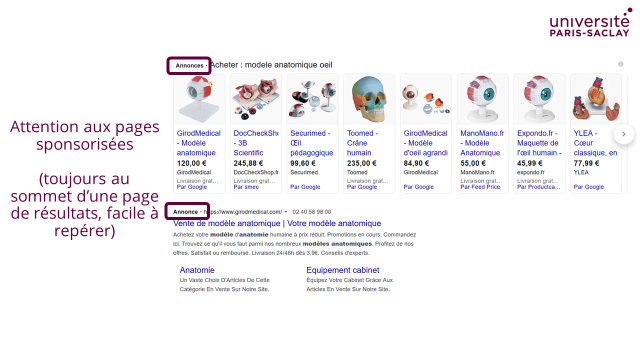 université
PARIS-SACLAY
Attention aux pages
sponsorisées
(toujours au
sommet d'une page
de résultats, facile à
repérer)
Annonces · Acheter : modele anatomique oeil
GirodMedical
- Modèle
anatomique
120,00 €
GirodMedical
Livraison grat...
Par Google
DocCheckSho
- 3B
Scientific
245,88 €
DocCheckShop.f
Livraison grat...
Par smec
Securimed -
Œil
pédagogique
99,60 €
Securimed
Par Google
Toomed -
Crâne
humain
235,00 €
Toomed
Livraison grat...
Par Google
GirodMedical
- Modèle
d'oeil agrandi
84,90 €
GirodMedical
Par Google
ManoMano.fr
- Modèle
Anatomique
55,00 €
ManoMano.fr
Livraison grat...
Par Feed Price
Expondo.fr -
Maquette de
l'œil humain -
45,99 €
expondo.fr
Livraison grat...
Par Productca...
YLEA -
Cœur
classique, en
77,99 €
YLEA
Par Google
Annonce · https://www.girodmedical.com/ 02 40 58 98 00
Vente de modèle anatomique | Votre modèle anatomique
Achetez votre modèle d'anatomie humaine à prix réduit. Promotions en cours. Commandez
ici. Trouvez ce qu'il vous faut parmi nos nombreux modèles anatomiques. Profitez de nos
offres. Satisfait ou remboursé. Livraison 24/48h dès 3,9€. Conseils d'experts.
Anatomie
Un Vaste Choix D'Articles De Cette
Catégorie En Vente Sur Notre Site.
Equipement cabinet
Équipez Votre Cabinet Grâce Aux
Articles En Vente Sur Notre Site.